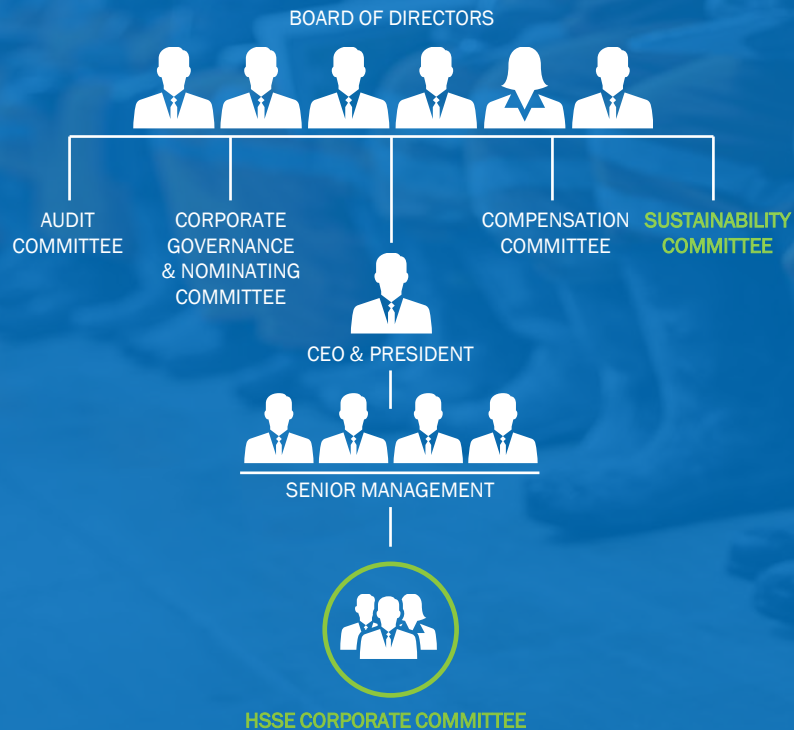 BOARD OF DIRECTORS
AUDIT
COMMITTEE
CORPORATE
GOVERNANCE
& NOMINATING
COMMITTEE
COMPENSATION
COMMITTEE
SUSTAINABILITY
COMMITTEE
CEO & PRESIDENT
SENIOR MANAGEMENT
HSSE CORPORATE COMMITTEE